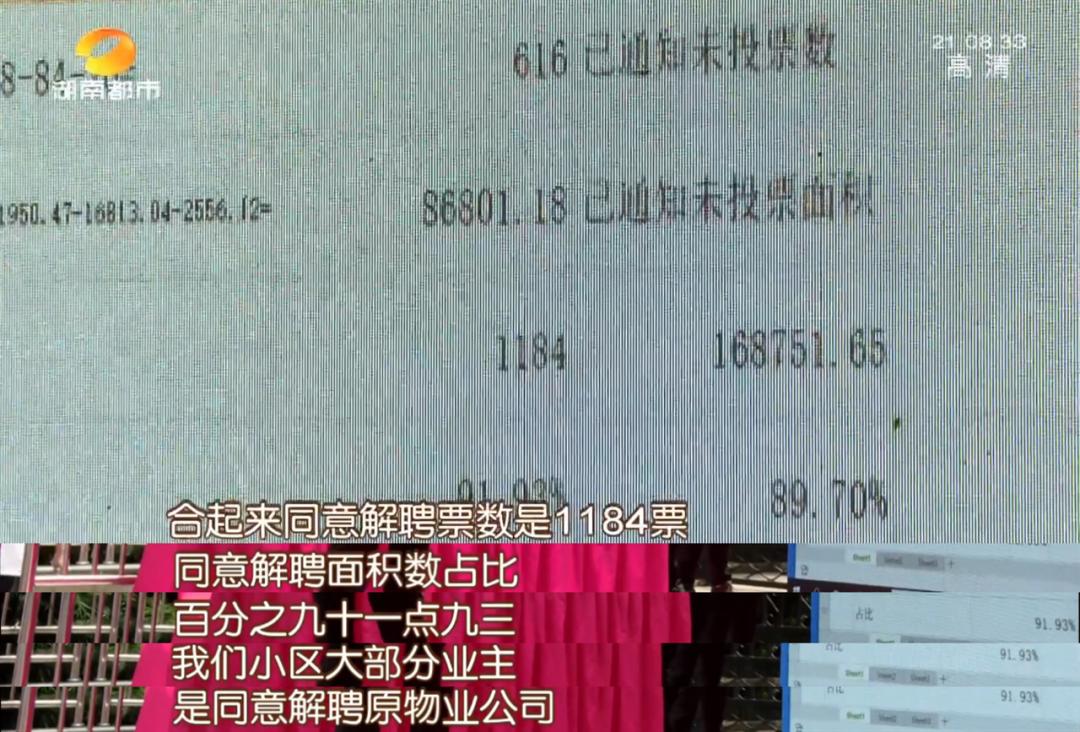 湖南都市
21:08:33
高清
616 已通知未投票数
1950.47-16813.04-2556.12=
86801.18 已通知未投票面积
1184 168751.65
91.93% 89.70%
合起来同意解聘票数是1184票
同意解聘面积数占比
百分之九十一点九三
占比
91.93%
我们小区大部分业主
91.93%
是同意解聘原物业公司
91.93%